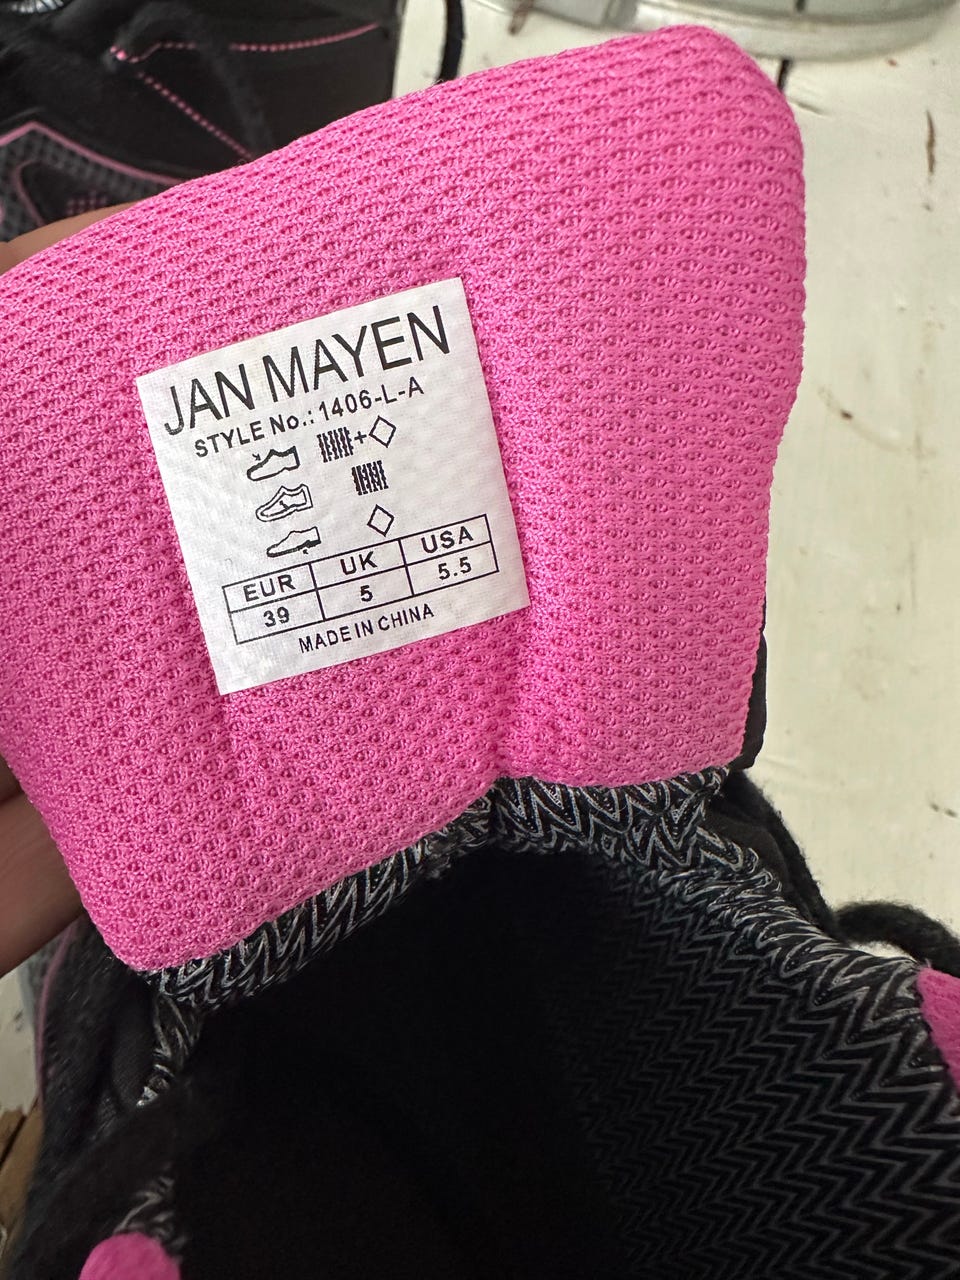 JAN MAYEN
STYLE No.: 1406-L-A
+
EUR UK USA
39 5 5.5
MADE IN CHINA